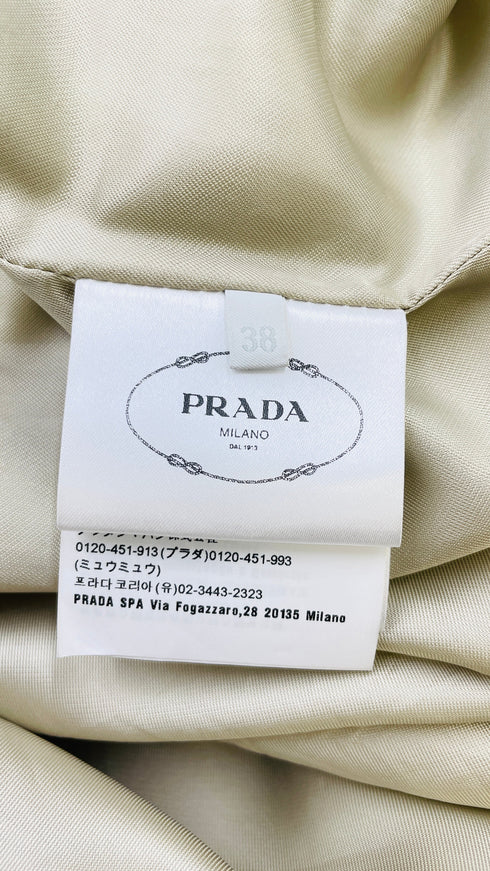 38
PRADA
MILANO
DAL 1913
0120-451-913(プラダ)0120-451-993
(ミュウミュウ)
프라다코리아(유)02-3443-2323
PRADA SPA Via Fogazzaro,28 20135 Milano